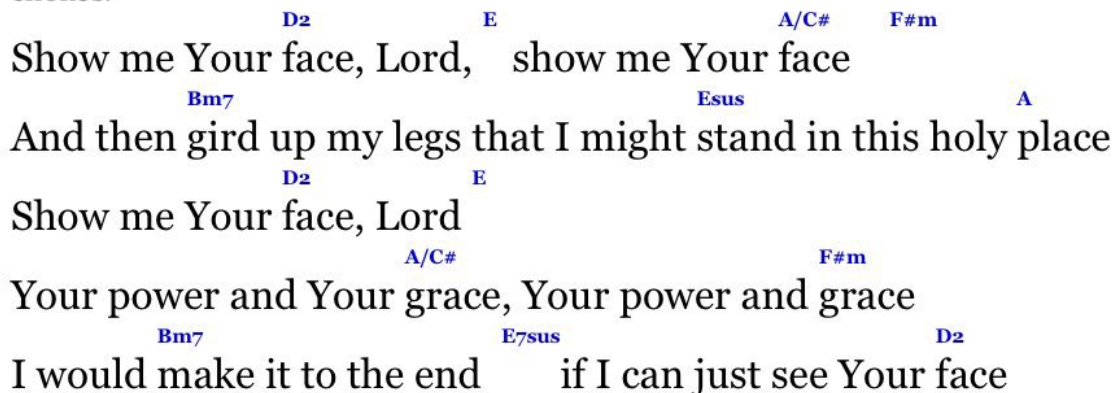 D2 E A/C# F#m
Show me Your face, Lord, show me Your face
Bm7 Esus A
And then gird up my legs that I might stand in this holy place
D2 E
Show me Your face, Lord
A/C# F#m
Your power and Your grace, Your power and grace
Bm7 E7sus D2
I would make it to the end if I can just see Your face